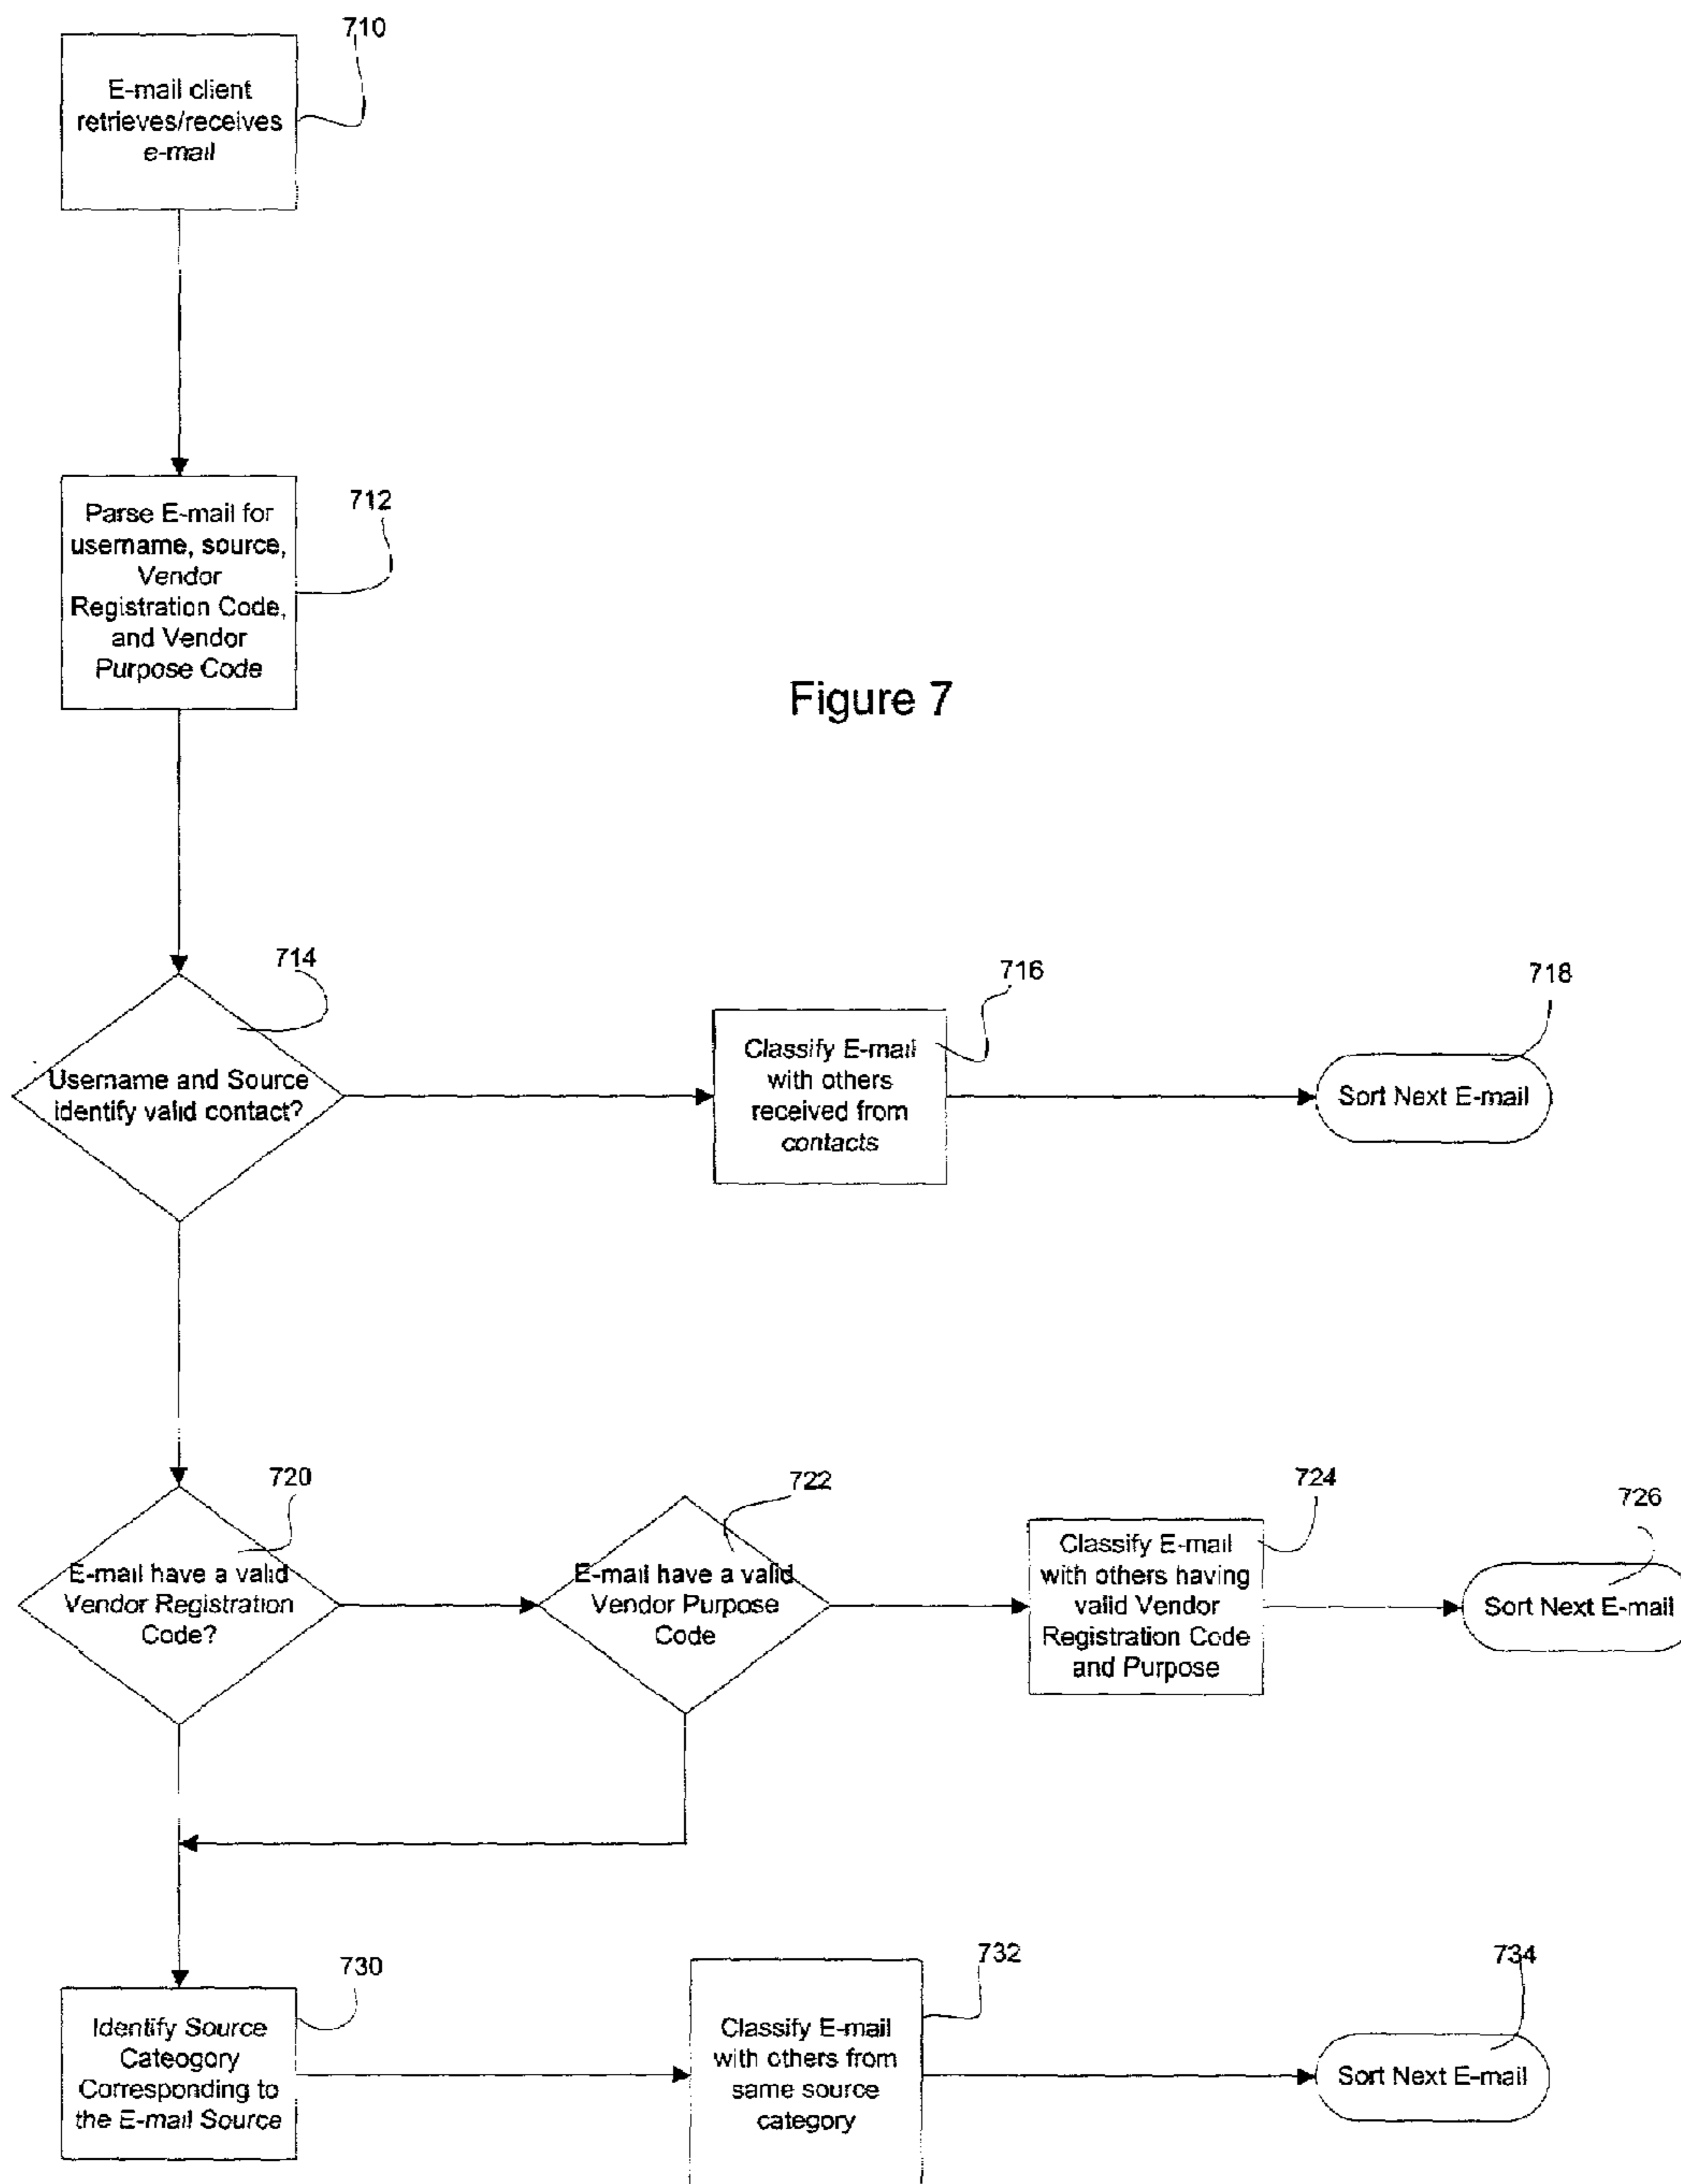 710
E-mail client
retrieves/receives
e-mail
712
Parse E-mail for
username, source,
Vendor
Registration Code,
and Vendor
Purpose Code
Figure 7
714
Username and Source
identify valid contact?
716
Classify E-mail
with others
received from
contacts
718
Sort Next E-mail
720
E-mail have a valid
Vendor Registration
Code?
722
E-mail have a valid
Vendor Purpose
Code
724
Classify E-mail
with others having
valid Vendor
Registration Code
and Purpose
726
Sort Next E-mail
730
Identify Source
Cateogory
Corresponding to
the E-mail Source
732
Classify E-mail
with others from
same source
category
734
Sort Next E-mail